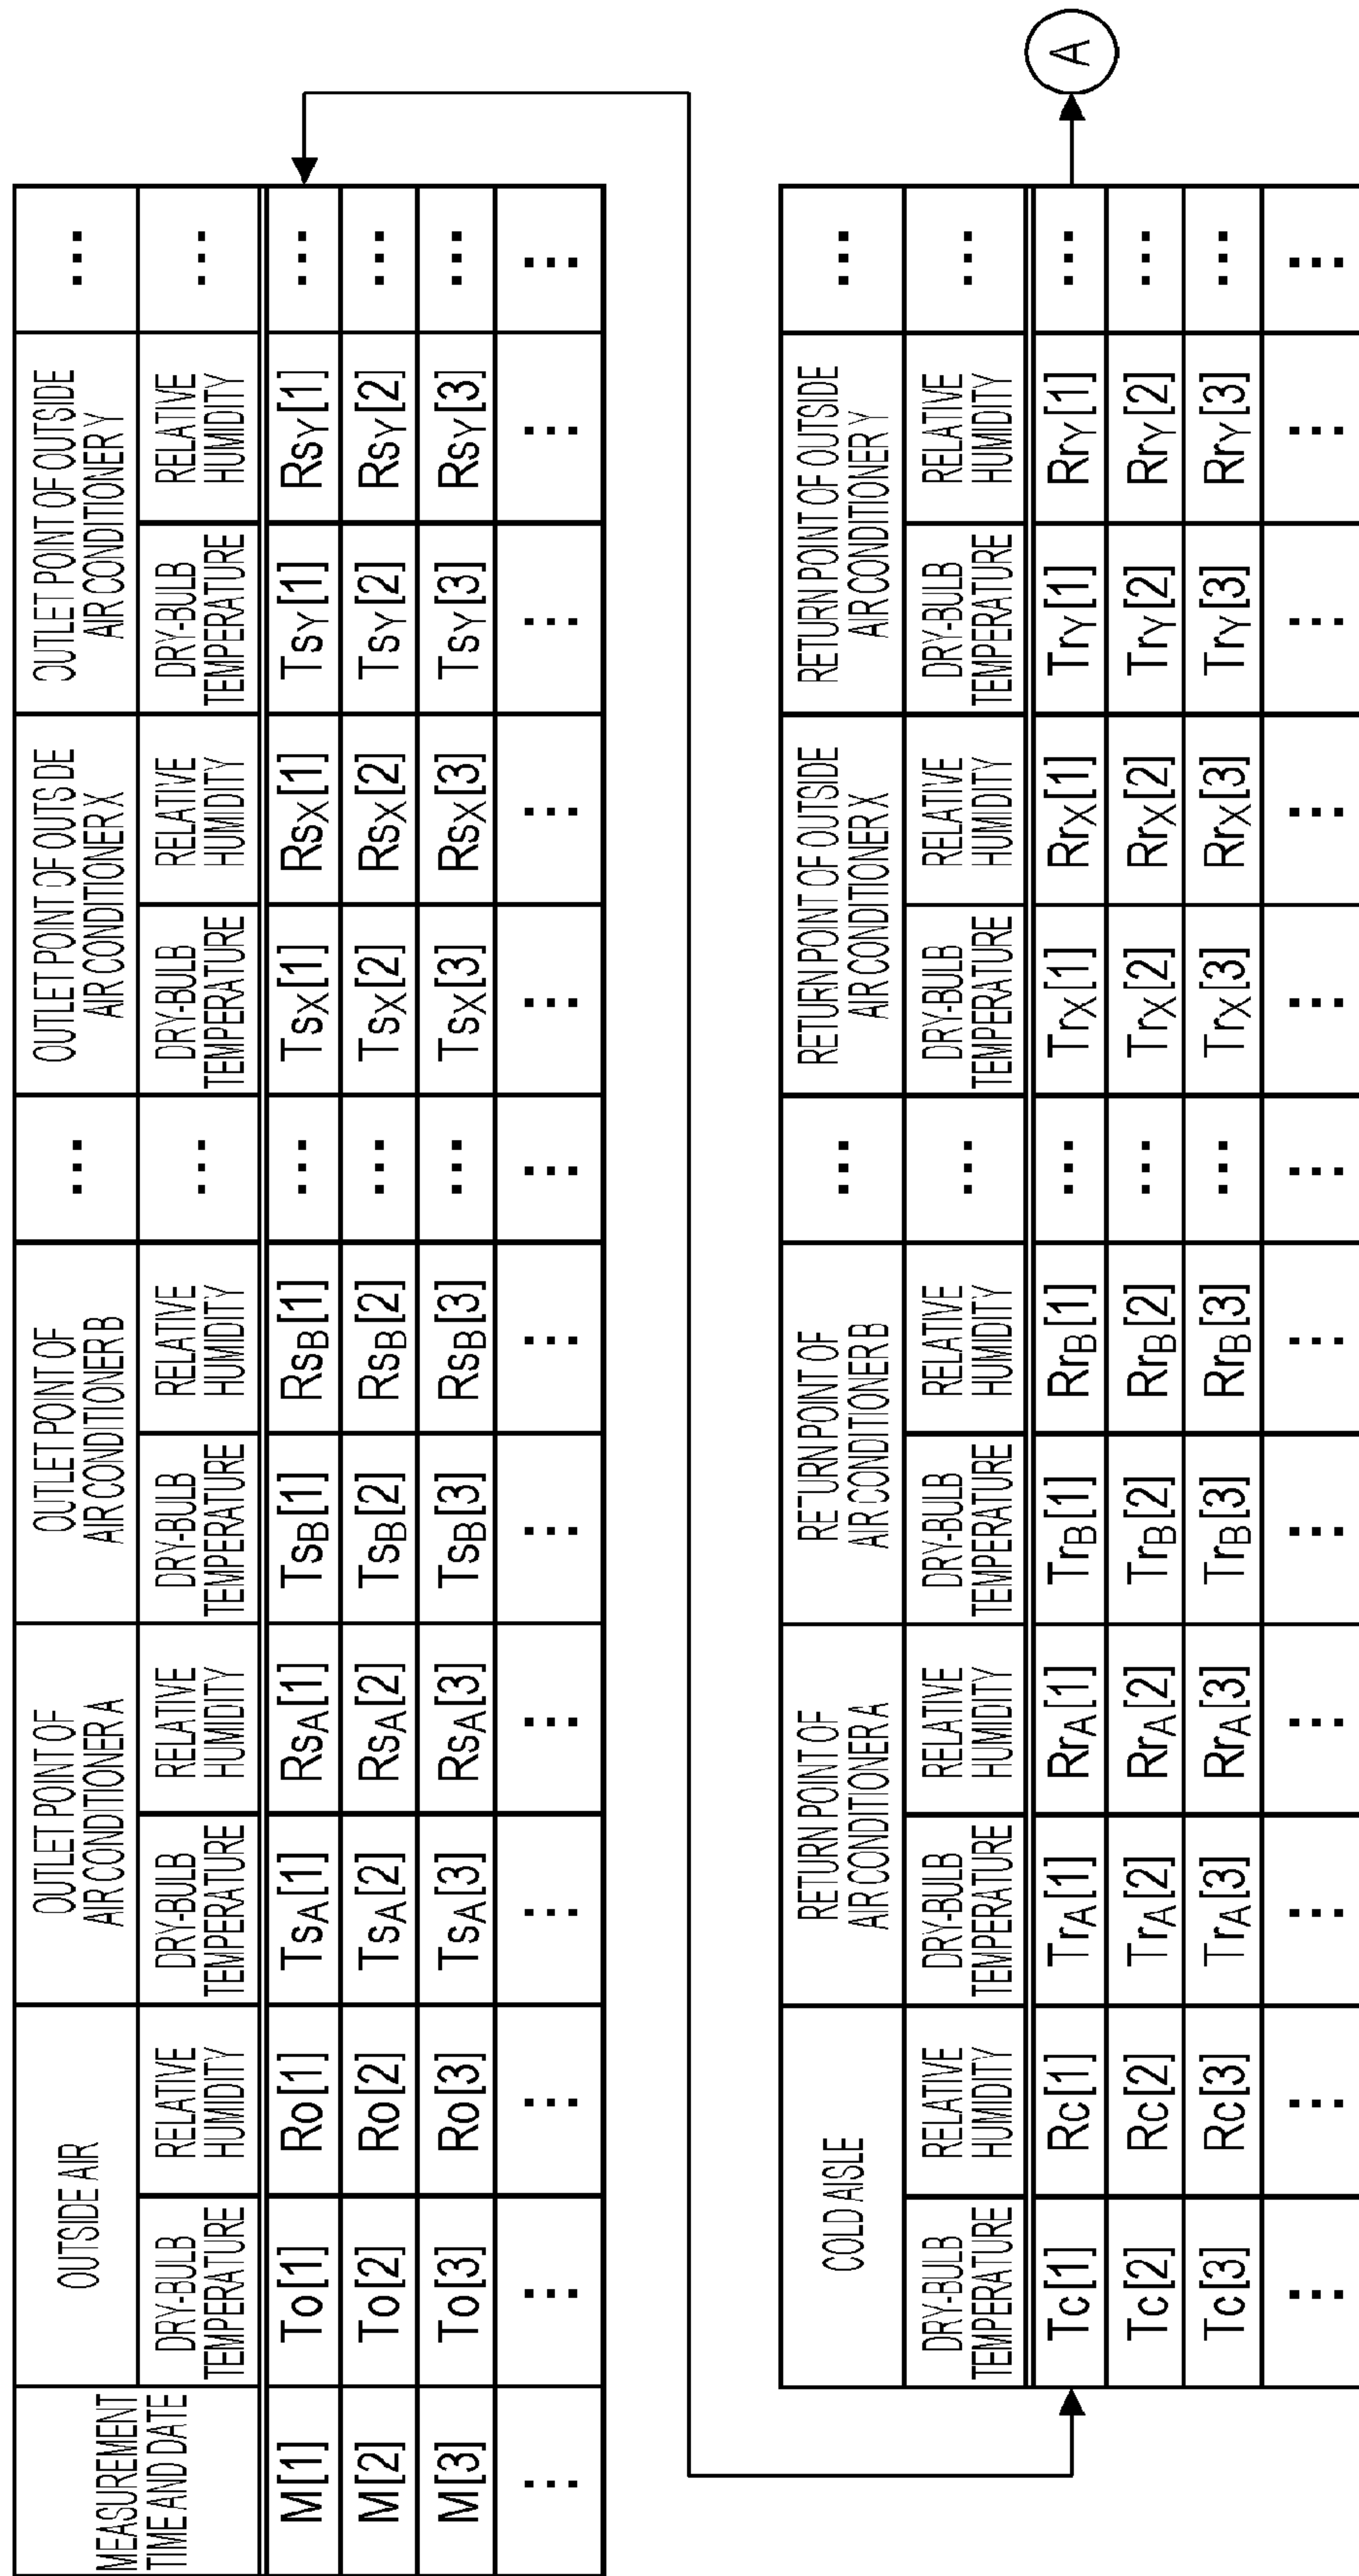 MEASUREMENT
TIME AND DATE
OUTSIDE AIR
OUTLET POINT OF
AIR CONDITIONER A
OUTLET POINT OF
AIR CONDITIONER B
...
OUTLET POINT OF OUTSIDE
AIR CONDITIONER X
OUTLET POINT OF OUTSIDE
AIR CONDITIONER Y
...
DRY-BULB
TEMPERATURE
RELATIVE
HUMIDITY
DRY-BULB
TEMPERATURE
RELATIVE
HUMIDITY
DRY-BULB
TEMPERATURE
RELATIVE
HUMIDITY
...
DRY-BULB
TEMPERATURE
RELATIVE
HUMIDITY
DRY-BULB
TEMPERATURE
RELATIVE
HUMIDITY
...
M[1] To[1] Ro[1] TsA[1] RsA[1] TsB[1] RsB[1] ... TsX[1] RsX[1] TsY[1] RsY[1] ...
M[2] To[2] Ro[2] TsA[2] RsA[2] TsB[2] RsB[2] ... TsX[2] RsX[2] TsY[2] RsY[2] ...
M[3] To[3] Ro[3] TsA[3] RsA[3] TsB[3] RsB[3] ... TsX[3] RsX[3] TsY[3] RsY[3] ...
... ... ... ... ... ... ... ... ... ... ... ... ...
COLD AISLE
RETURN POINT OF
AIR CONDITIONER A
RETURN POINT OF
AIR CONDITIONER B
...
RETURN POINT OF OUTSIDE
AIR CONDITIONER X
RETURN POINT OF OUTSIDE
AIR CONDITIONER Y
...
DRY-BULB
TEMPERATURE
RELATIVE
HUMIDITY
DRY-BULB
TEMPERATURE
RELATIVE
HUMIDITY
DRY-BULB
TEMPERATURE
RELATIVE
HUMIDITY
...
DRY-BULB
TEMPERATURE
RELATIVE
HUMIDITY
DRY-BULB
TEMPERATURE
RELATIVE
HUMIDITY
...
Tc[1] Rc[1] TrA[1] RrA[1] TrB[1] RrB[1] ... TrX[1] RrX[1] TrY[1] RrY[1] ...
Tc[2] Rc[2] TrA[2] RrA[2] TrB[2] RrB[2] ... TrX[2] RrX[2] TrY[2] RrY[2] ...
Tc[3] Rc[3] TrA[3] RrA[3] TrB[3] RrB[3] ... TrX[3] RrX[3] TrY[3] RrY[3] ...
... ... ... ... ... ... ... ... ... ... ... ...
A